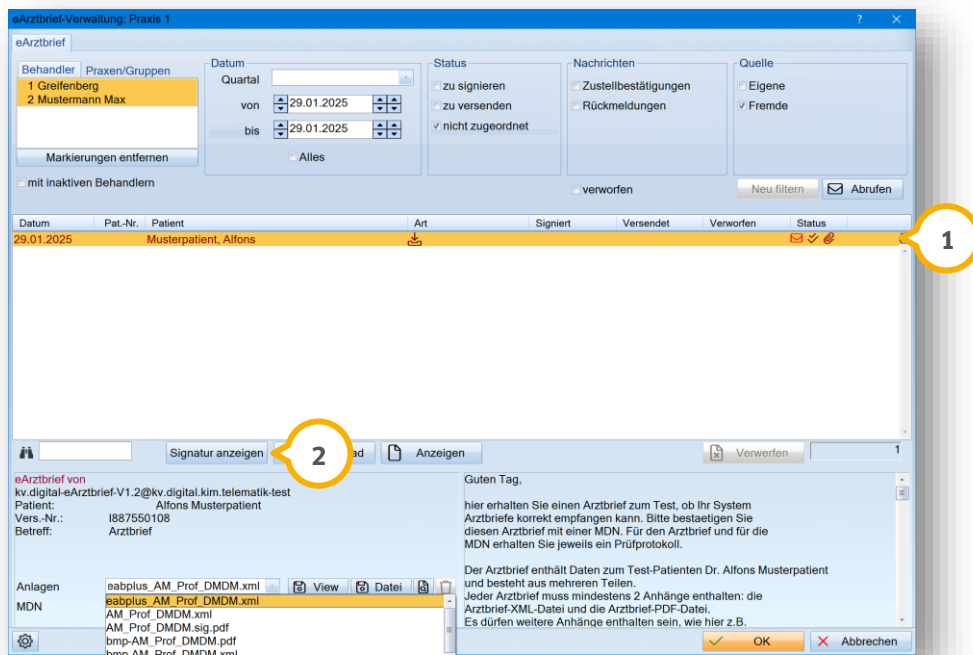 eArztbrief-Verwaltung: Praxis 1
eArztbrief
Behandler Praxen/Gruppen
1 Greifenberg
2 Mustermann Max
Markierungen entfernen
mit inaktiven Behandlern
Datum
Quartal
von 29.01.2025
bis 29.01.2025
Alles
Status
zu signieren
zu versenden
nicht zugeordnet
Nachrichten
Zustellbestätigungen
Rückmeldungen
verworfen
Quelle
Eigene
Fremde
Neu filtern Abrufen
Datum Pat.-Nr. Patient Art Signiert Versendet Verworfen Status
29.01.2025 Musterpatient, Alfons
1
Signatur anzeigen 2 ad Anzeigen Verwerfen 1
eArztbrief von
kv.digital-eArztbrief-V1.2@kv.digital.kim.telematik-test
Patient: Alfons Musterpatient
Vers.-Nr.: I887550108
Betreff: Arztbrief
Anlagen eabplus_AM_Prof_DMDM.xml View Datei
MDN eabplus_AM_Prof_DMDM.xml
AM_Prof_DMDM.xml
AM_Prof_DMDM.sig.pdf
bmp-AM_Prof_DMDM.pdf
bmp-AM_Prof_DMDM.xml
Guten Tag,
hier erhalten Sie einen Arztbrief zum Test, ob Ihr System
Arztbriefe korrekt empfangen kann. Bitte bestaetigen Sie
diesen Arztbrief mit einer MDN. Für den Arztbrief und für die
MDN erhalten Sie jeweils ein Prüfprotokoll.
Der Arztbrief enthält Daten zum Test-Patienten Dr. Alfons Musterpatient
und besteht aus mehreren Teilen.
Jeder Arztbrief muss mindestens 2 Anhänge enthalten: die
Arztbrief-XML-Datei und die Arztbrief-PDF-Datei.
Es dürfen weitere Anhänge enthalten sein, wie hier z.B.
OK Abbrechen